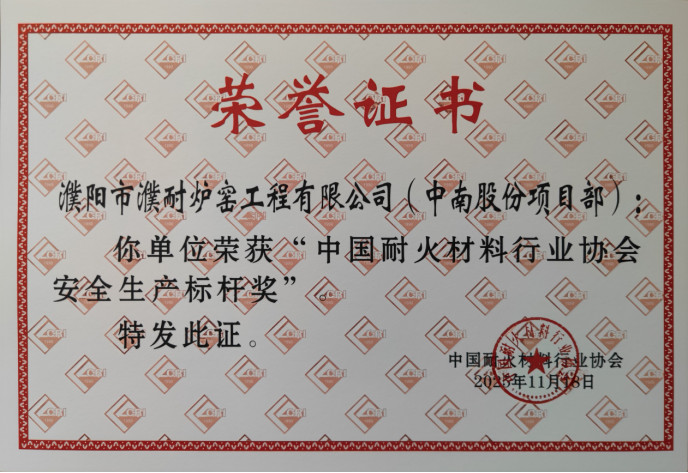 荣誉证书
濮阳市濮耐炉窑工程有限公司（中南股份项目部）：
你单位荣获“中国耐火材料行业协会
安全生产标杆奖”。
特发此证。
中国耐火材料行业协会
2025年11月18日